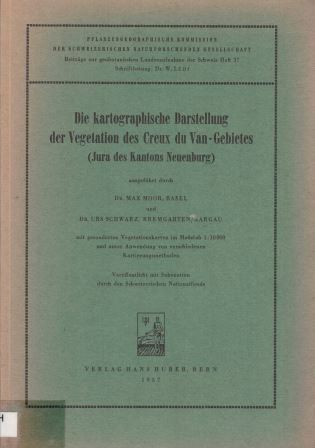 PFLANZENGEOGRAPHISCHE KOMMISSION
DER SCHWEIZERISCHEN NATURFORSCHENDEN GESELLSCHAFT
Beiträge zur geobotanischen Landesaufnahme der Schweiz Heft 37
Schriftleitung: Dr. W. LÜDI
Die kartographische Darstellung
der Vegetation des Creux du Van-Gebietes
(Jura des Kantons Neuenburg)
ausgeführt durch
DR. MAX MOOR, BASEL
und
DR. URS SCHWARZ, BREMGARTEN/AARGAU
mit gesonderten Vegetationskarten im Maßstab 1:10000
und unter Anwendung von verschiedenen
Kartierungsmethoden
Veröffentlicht mit Subvention
durch den Schweizerischen Nationalfonds
VERLAG HANS HUBER, BERN
1957
H